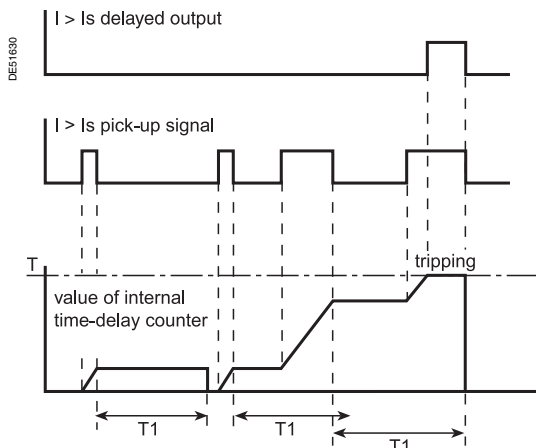 DE51630
I > Is delayed output
I > Is pick-up signal
T
tripping
value of internal
time-delay counter
T1
T1
T1